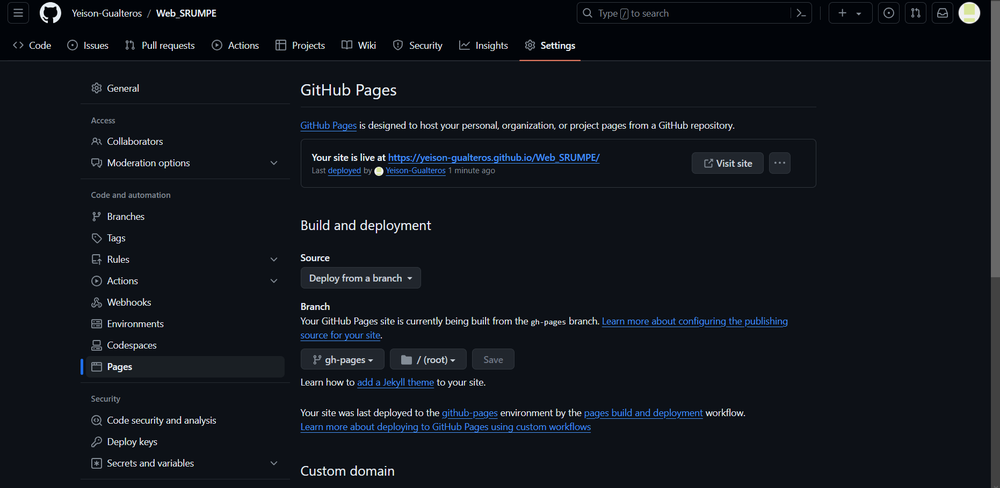 Yeison-Gualteros / Web_SRUMPE
Type / to search
Code Issues Pull requests Actions Projects Wiki Security Insights Settings
General
Access
Collaborators
Moderation options
Code and automation
Branches
Tags
Rules
Actions
Webhooks
Environments
Codespaces
Pages
Security
Code security and analysis
Deploy keys
Secrets and variables
GitHub Pages
GitHub Pages is designed to host your personal, organization, or project pages from a GitHub repository.
Your site is live at https://yeison-gualteros.github.io/Web_SRUMPE/
Last deployed by Yeison-Gualteros 1 minute ago
Visit site
Build and deployment
Source
Deploy from a branch
Branch
Your GitHub Pages site is currently being built from the gh-pages branch. Learn more about configuring the publishing
source for your site.
gh-pages / (root) Save
Learn how to add a Jekyll theme to your site.
Your site was last deployed to the github-pages environment by the pages build and deployment workflow.
Learn more about deploying to GitHub Pages using custom workflows
Custom domain